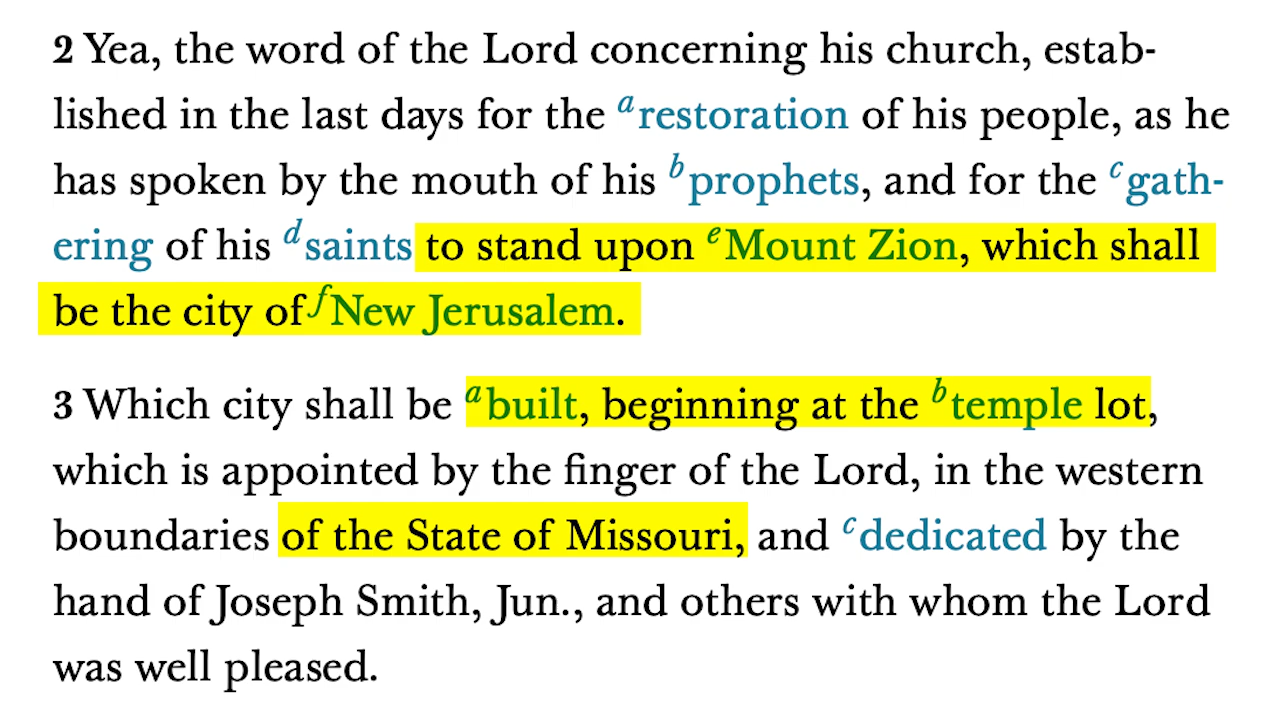 2 Yea, the word of the Lord concerning his church, estab-
lished in the last days for the a restoration of his people, as he
has spoken by the mouth of his b prophets, and for the c gath-
ering of his d saints to stand upon e Mount Zion, which shall
be the city of f New Jerusalem.
3 Which city shall be a built, beginning at the b temple lot,
which is appointed by the finger of the Lord, in the western
boundaries of the State of Missouri, and c dedicated by the
hand of Joseph Smith, Jun., and others with whom the Lord
was well pleased.